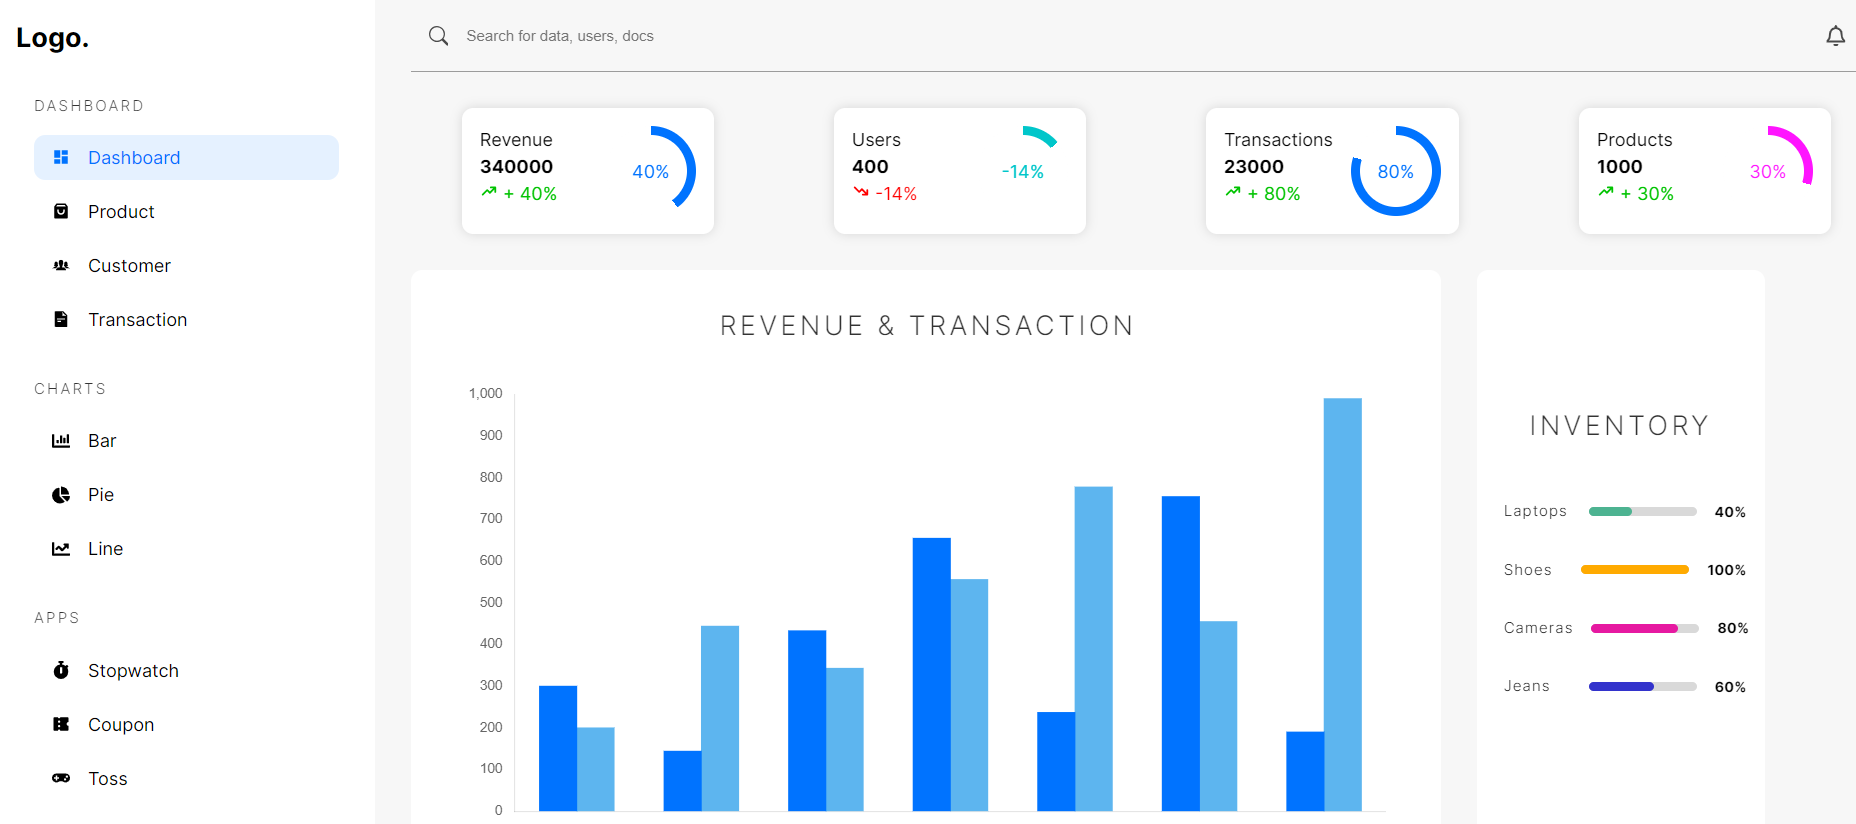 Logo.
DASHBOARD
Dashboard
Product
Customer
Transaction
CHARTS
Bar
Pie
Line
APPS
Stopwatch
Coupon
Toss
Search for data, users, docs
Revenue
340000
+ 40%
40%
Users
400
-14%
-14%
Transactions
23000
+ 80%
80%
Products
1000
+ 30%
30%
REVENUE & TRANSACTION
1,000
900
800
700
600
500
400
300
200
100
0
INVENTORY
Laptops 40%
Shoes 100%
Cameras 80%
Jeans 60%